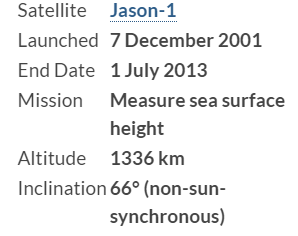 Satellite Jason-1
Launched 7 December 2001
End Date 1 July 2013
Mission Measure sea surface
height
Altitude 1336 km
Inclination 66° (non-sun-
synchronous)